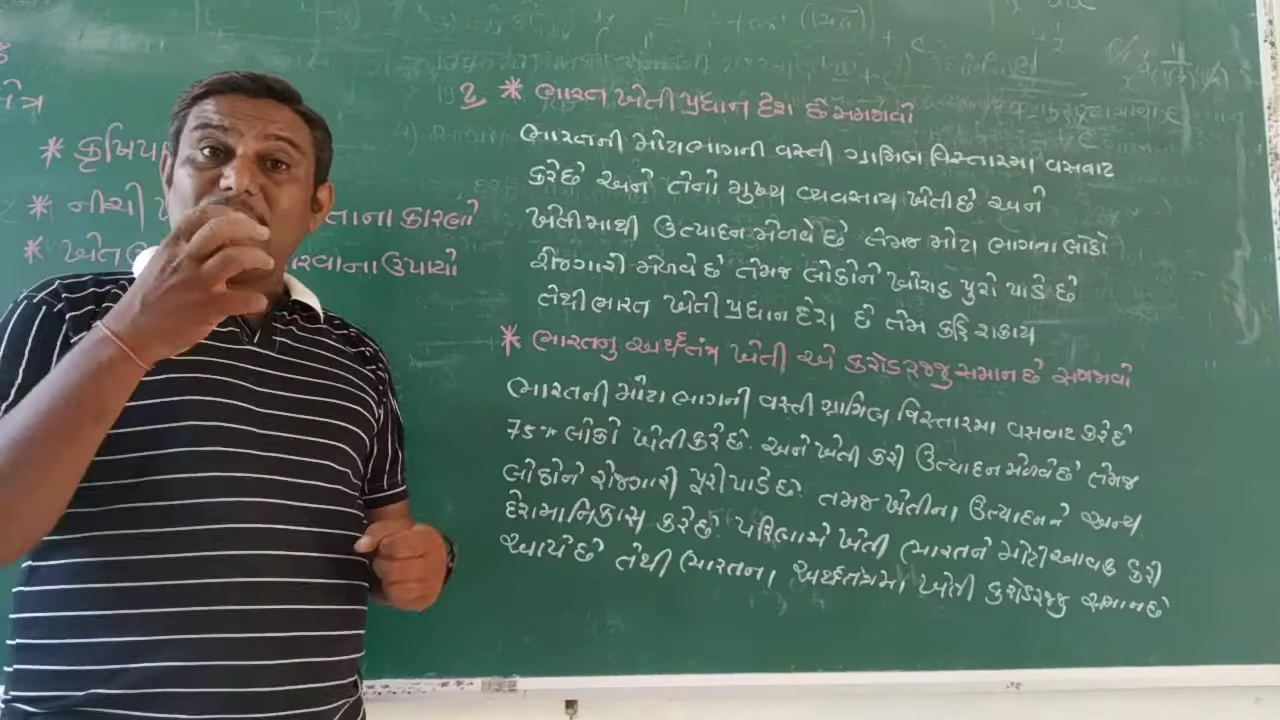 * કૃષિ
* નીચી
તાના કારણો
* ખેત
રવાના ઉપાયો
2 * ભારત ખેતી પ્રધાન દેશ છે સમજાવો
ભારતની મોટાભાગની વસ્તી ગ્રામિણ વિસ્તારમા વસવાટ
કરે છે અને તેનો મુખ્ય વ્યવસાય ખેતી છે અને
ખેતીમાથી ઉત્પાદન મેળવે છે તેમજ મોટા ભાગના લોકો
રોજગારી મેળવે છે તેમજ લોકોને ખોરાક પુરો પાડે છે
તેથી ભારત ખેતી પ્રધાન દેશ છે તેમ કહિ શકાય
* ભારતનુ અર્થતંત્ર ખેતી એ કરોડરજ્જુ સમાન છે સમજાવો
ભારતની મોટા ભાગની વસ્તી ગ્રામિણ વિસ્તારમા વસવાટ કરે છે
75% લોકો ખેતી કરે છે. અને ખેતી કરી ઉત્પાદન મેળવે છે તેમજ
લોકોને રોજગારી પૂરી પાડે છે. તેમજ ખેતીના ઉત્પાદનને અન્ય
દેશમા નિકાસ કરે છે. પરિણામે ખેતી ભારતને મોટી આવક કરી
આપે છે તેથી ભારતના અર્થતંત્રમા ખેતી કરોડરજ્જુ સમાન છે